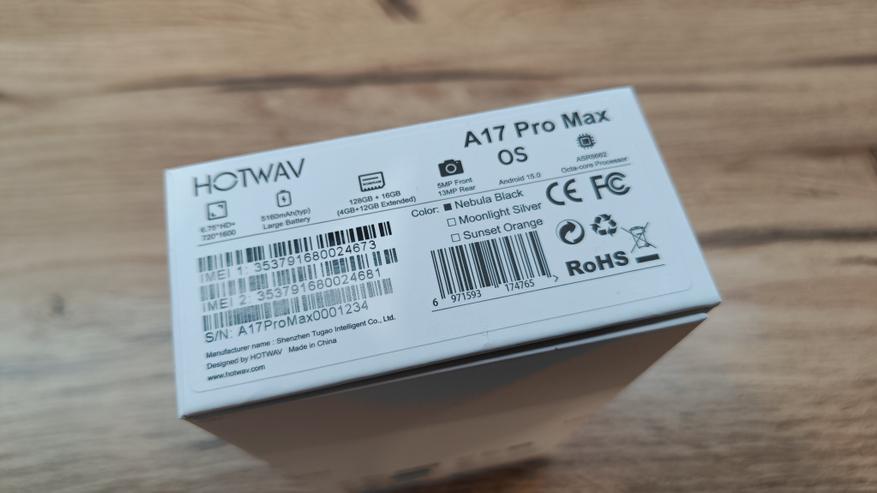 HOTWAV
A17 Pro Max
OS
6.75"HD+
720*1600
5160mAh(typ)
Large Battery
128GB + 16GB
(4GB+12GB Extended)
5MP Front
13MP Rear
Android 15.0
ASR8662
Octa-core Processor
Color: ■ Nebula Black
□ Moonlight Silver
□ Sunset Orange
CE FC
IMEI 1: 353791680024673
IMEI 2: 353791680024681
S/N: A17ProMax0001234
6 971593 174765 >
RoHS
Manufacturer name : Shenzhen Tugao Intelligent Co., Ltd.
Designed by HOTWAV Made in China
www.hotwav.com